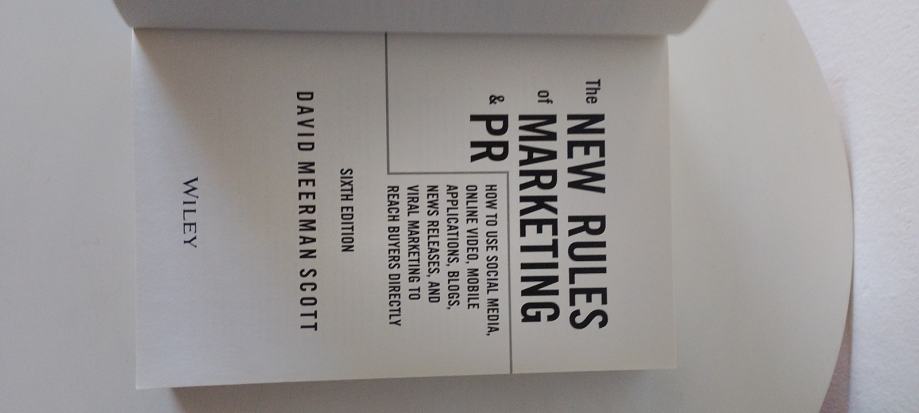 The NEW RULES
of MARKETING
& PR
HOW TO USE SOCIAL MEDIA,
ONLINE VIDEO, MOBILE
APPLICATIONS, BLOGS,
NEWS RELEASES, AND
VIRAL MARKETING TO
REACH BUYERS DIRECTLY
SIXTH EDITION
DAVID MEERMAN SCOTT
WILEY